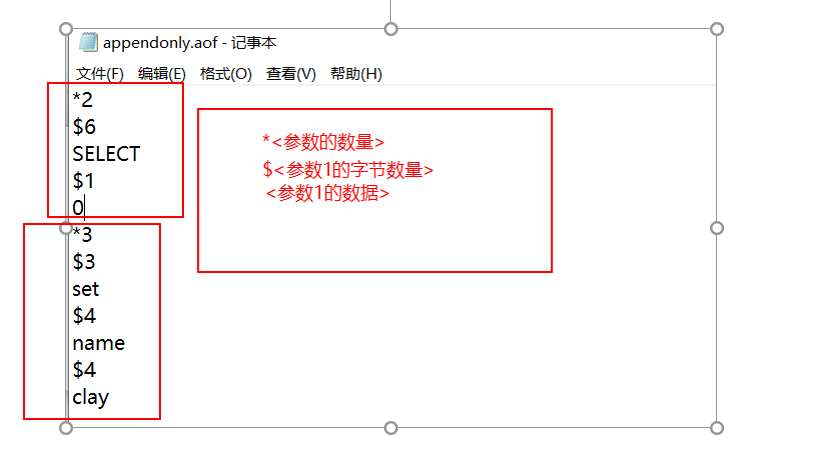 appendonly.aof - 记事本
文件(F) 编辑(E) 格式(O) 查看(V) 帮助(H)
*2
$6
SELECT
$1
0
*3
$3
set
$4
name
$4
clay
*<参数的数量>
$<参数1的字节数量>
<参数1的数据>